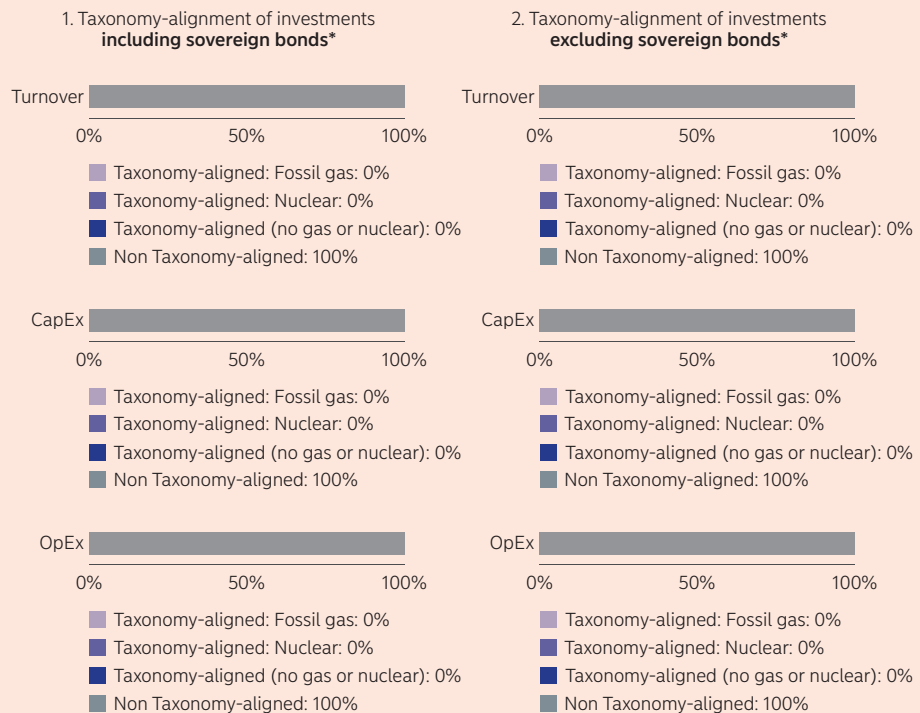 1. Taxonomy-alignment of investments
including sovereign bonds*
Turnover
0% 50% 100%
Taxonomy-aligned: Fossil gas: 0%
Taxonomy-aligned: Nuclear: 0%
Taxonomy-aligned (no gas or nuclear): 0%
Non Taxonomy-aligned: 100%
CapEx
0% 50% 100%
Taxonomy-aligned: Fossil gas: 0%
Taxonomy-aligned: Nuclear: 0%
Taxonomy-aligned (no gas or nuclear): 0%
Non Taxonomy-aligned: 100%
OpEx
0% 50% 100%
Taxonomy-aligned: Fossil gas: 0%
Taxonomy-aligned: Nuclear: 0%
Taxonomy-aligned (no gas or nuclear): 0%
Non Taxonomy-aligned: 100%
2. Taxonomy-alignment of investments
excluding sovereign bonds*
Turnover
0% 50% 100%
Taxonomy-aligned: Fossil gas: 0%
Taxonomy-aligned: Nuclear: 0%
Taxonomy-aligned (no gas or nuclear): 0%
Non Taxonomy-aligned: 100%
CapEx
0% 50% 100%
Taxonomy-aligned: Fossil gas: 0%
Taxonomy-aligned: Nuclear: 0%
Taxonomy-aligned (no gas or nuclear): 0%
Non Taxonomy-aligned: 100%
OpEx
0% 50% 100%
Taxonomy-aligned: Fossil gas: 0%
Taxonomy-aligned: Nuclear: 0%
Taxonomy-aligned (no gas or nuclear): 0%
Non Taxonomy-aligned: 100%